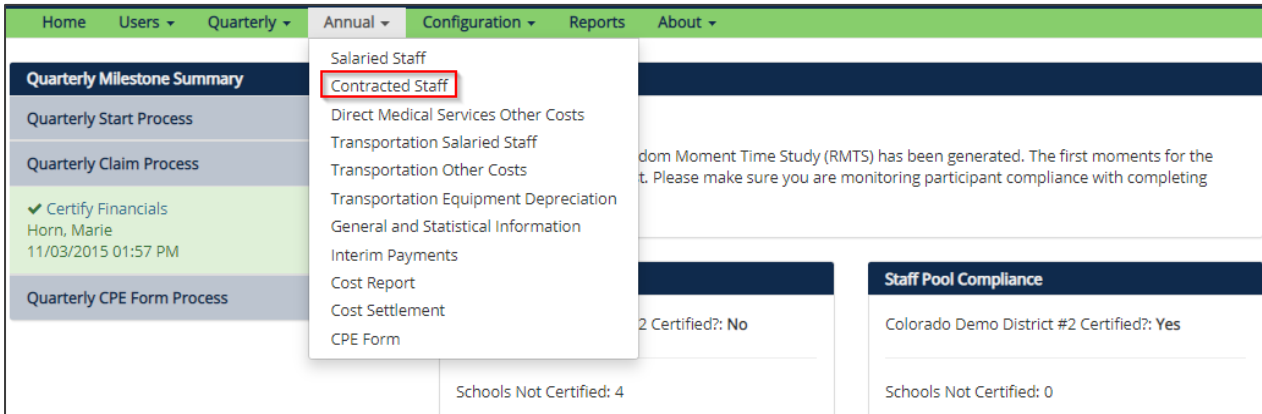 Home Users Quarterly Annual Configuration Reports About
Salaried Staff
Contracted Staff
Direct Medical Services Other Costs
Transportation Salaried Staff
Transportation Other Costs
Transportation Equipment Depreciation
General and Statistical Information
Interim Payments
Cost Report
Cost Settlement
CPE Form
Quarterly Milestone Summary
Quarterly Start Process
Quarterly Claim Process
✔ Certify Financials
Horn, Marie
11/03/2015 01:57 PM
Quarterly CPE Form Process
dom Moment Time Study (RMTS) has been generated. The first moments for the
t. Please make sure you are monitoring participant compliance with completing
2 Certified?: No
Schools Not Certified: 4
Staff Pool Compliance
Colorado Demo District #2 Certified?: Yes
Schools Not Certified: 0